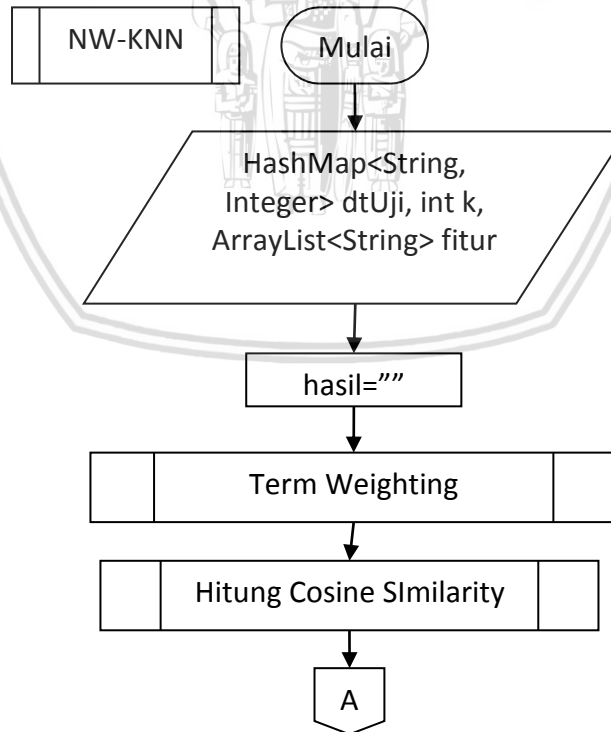 NW-KNN
Mulai
HashMap<String,
Integer> dtUji, int k,
ArrayList<String> fitur
hasil=””
Term Weighting
Hitung Cosine SImilarity
A